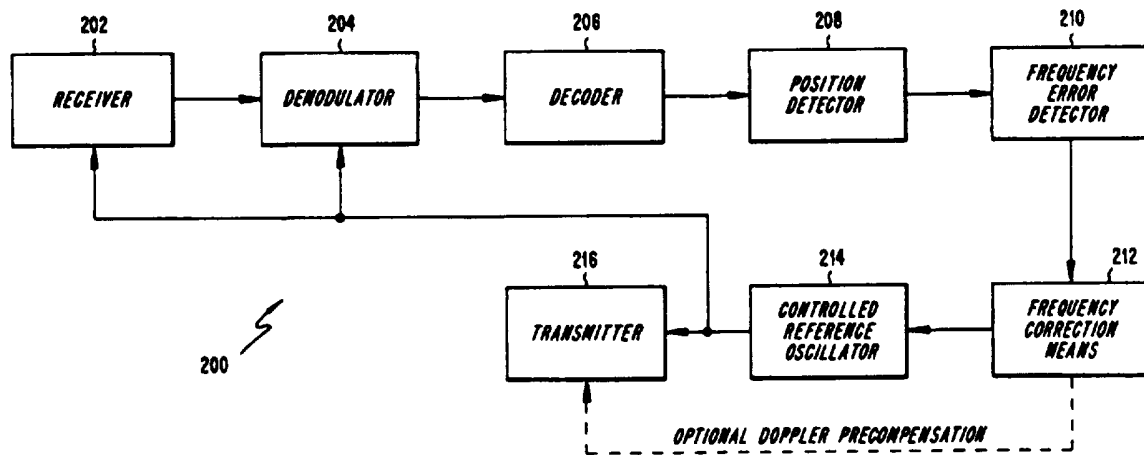 202
204
206
208
210
RECEIVER
DEMODULATOR
DECODER
POSITION
DETECTOR
FREQUENCY
ERROR
DETECTOR
216
214
212
TRANSMITTER
CONTROLLED
REFERENCE
OSCILLATOR
FREQUENCY
CORRECTION
MEANS
200
OPTIONAL DOPPLER PRECOMPENSATION